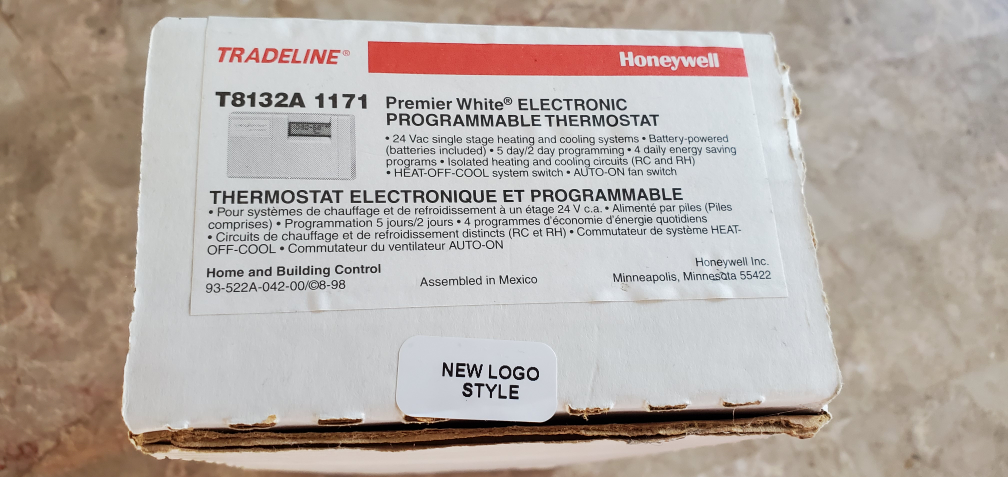 TRADELINE® Honeywell
T8132A 1171 Premier White® ELECTRONIC
PROGRAMMABLE THERMOSTAT
• 24 Vac single stage heating and cooling systems • Battery-powered
(batteries included) • 5 day/2 day programming • 4 daily energy saving
programs • Isolated heating and cooling circuits (RC and RH)
• HEAT-OFF-COOL system switch • AUTO-ON fan switch
THERMOSTAT ELECTRONIQUE ET PROGRAMMABLE
• Pour systèmes de chauffage et de refroidissement à un étage 24 V c.a. • Alimenté par piles (Piles
comprises) • Programmation 5 jours/2 jours • 4 programmes d'économie d'énergie quotidiens
• Circuits de chauffage et de refroidissement distincts (RC et RH) • Commutateur de système HEAT-
OFF-COOL • Commutateur du ventilateur AUTO-ON
Home and Building Control
93-522A-042-00/©8-98
Assembled in Mexico
Honeywell Inc.
Minneapolis, Minnesota 55422
NEW LOGO
STYLE